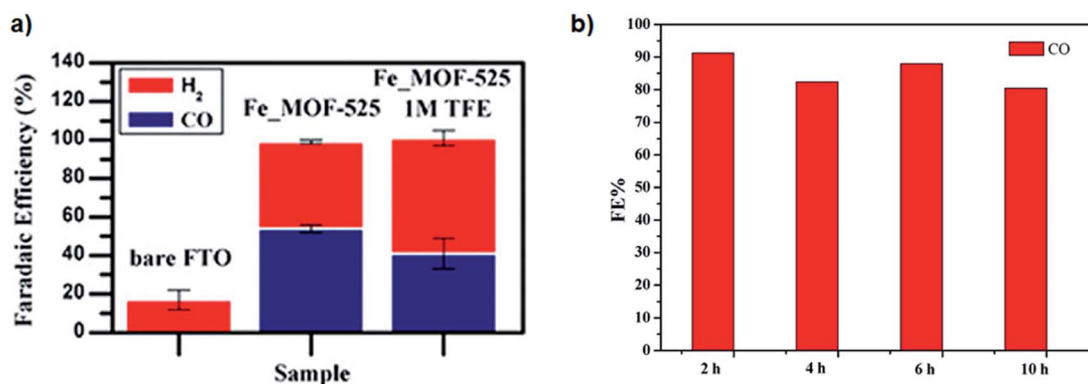 a)
Faradaic Efficiency (%)
140
120
100
80
60
40
20
0
H2
CO
bare FTO
Fe_MOF-525
Fe_MOF-525
1M TFE
Sample
b)
FE%
100
90
80
70
60
50
40
30
20
10
0
CO
2 h
4 h
6 h
10 h